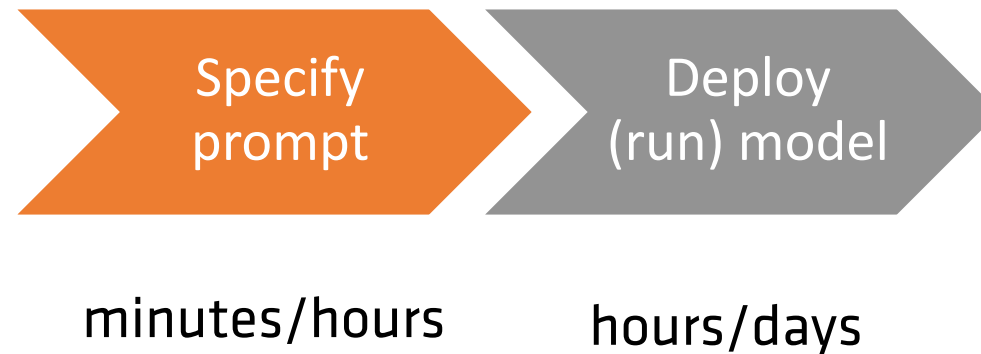 Specify
prompt
Deploy
(run) model
minutes/hours
hours/days